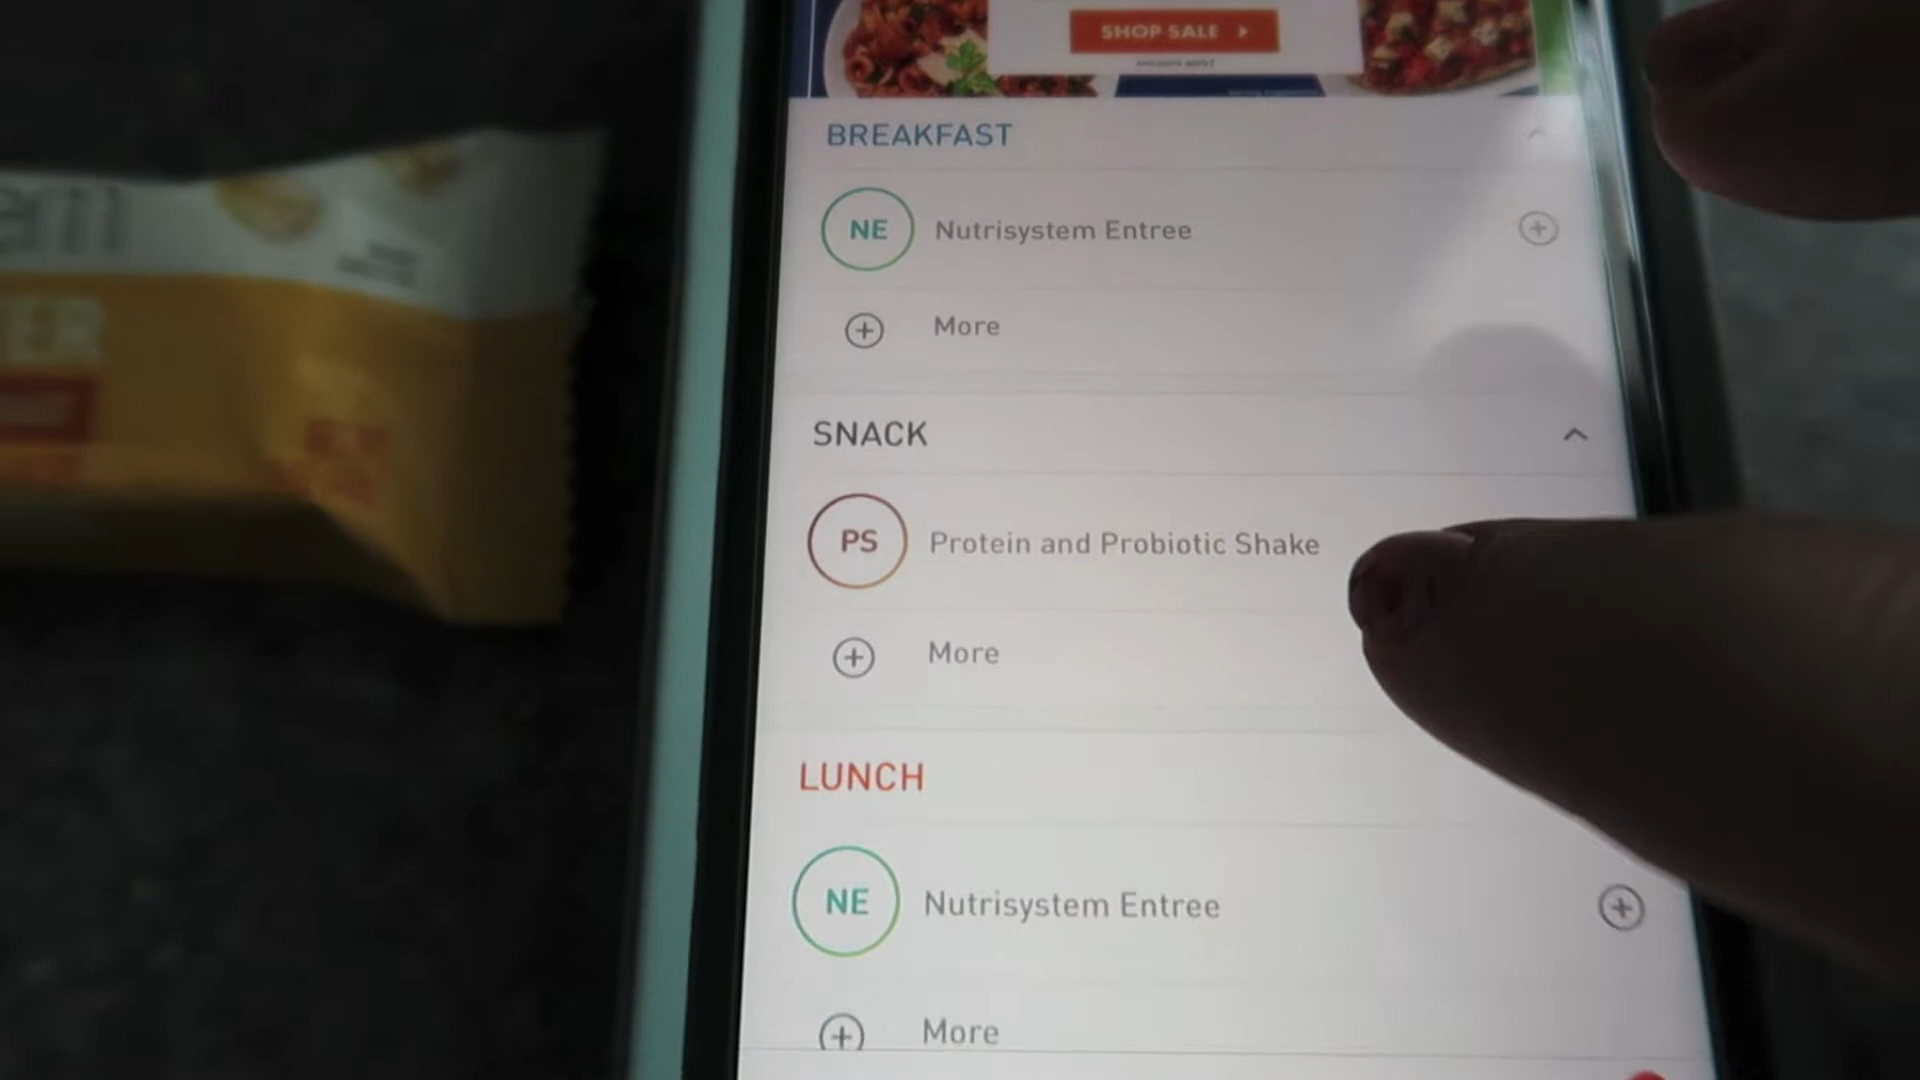 SHOP SALE
BREAKFAST
NE Nutrisystem Entree
More
SNACK
PS Protein and Probiotic Shake
More
LUNCH
NE Nutrisystem Entree
More